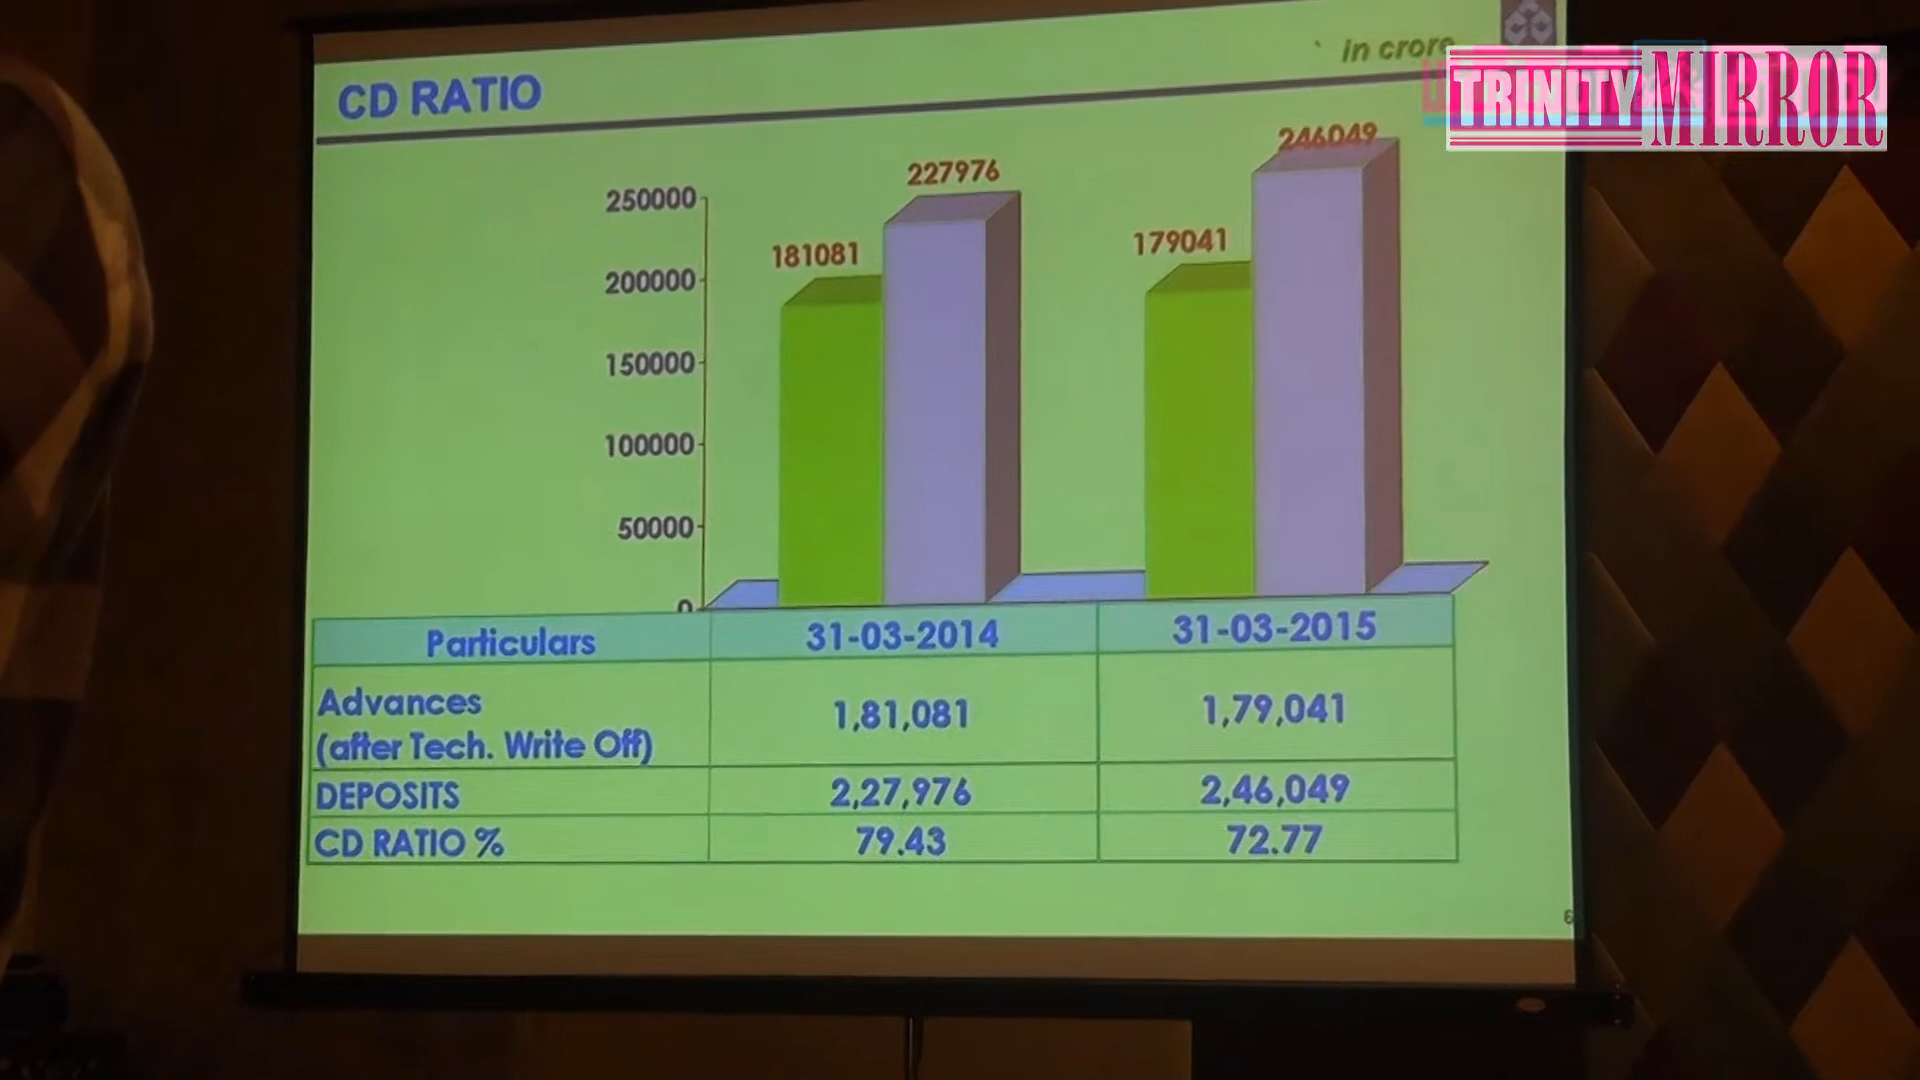 ` in crore
TRINITY MIRROR
CD RATIO
246049
227976
181081
179041
250000
200000
150000
100000
50000
0
Particulars 31-03-2014 31-03-2015
Advances
(after Tech. Write Off) 1,81,081 1,79,041
DEPOSITS 2,27,976 2,46,049
CD RATIO % 79.43 72.77
6